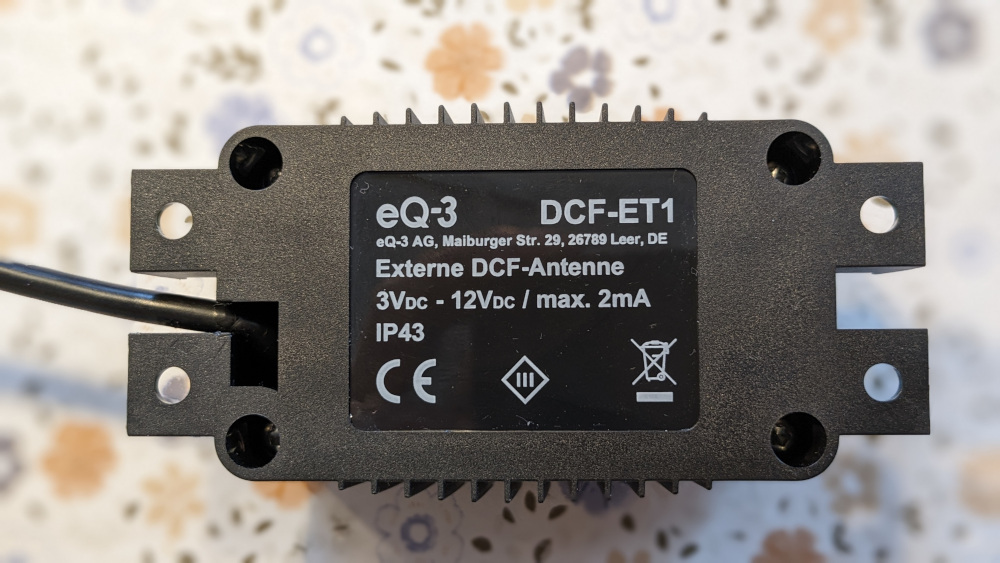 eQ-3 DCF-ET1
eQ-3 AG, Maiburger Str. 29, 26789 Leer, DE
Externe DCF-Antenne
3VDC - 12VDC / max. 2mA
IP43
CE III